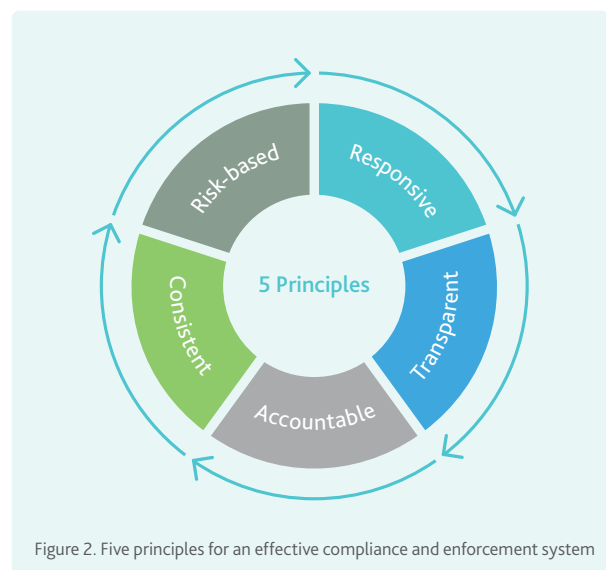 Risk-based
Responsive
5 Principles
Consistent
Transparent
Accountable
Figure 2. Five principles for an effective compliance and enforcement system